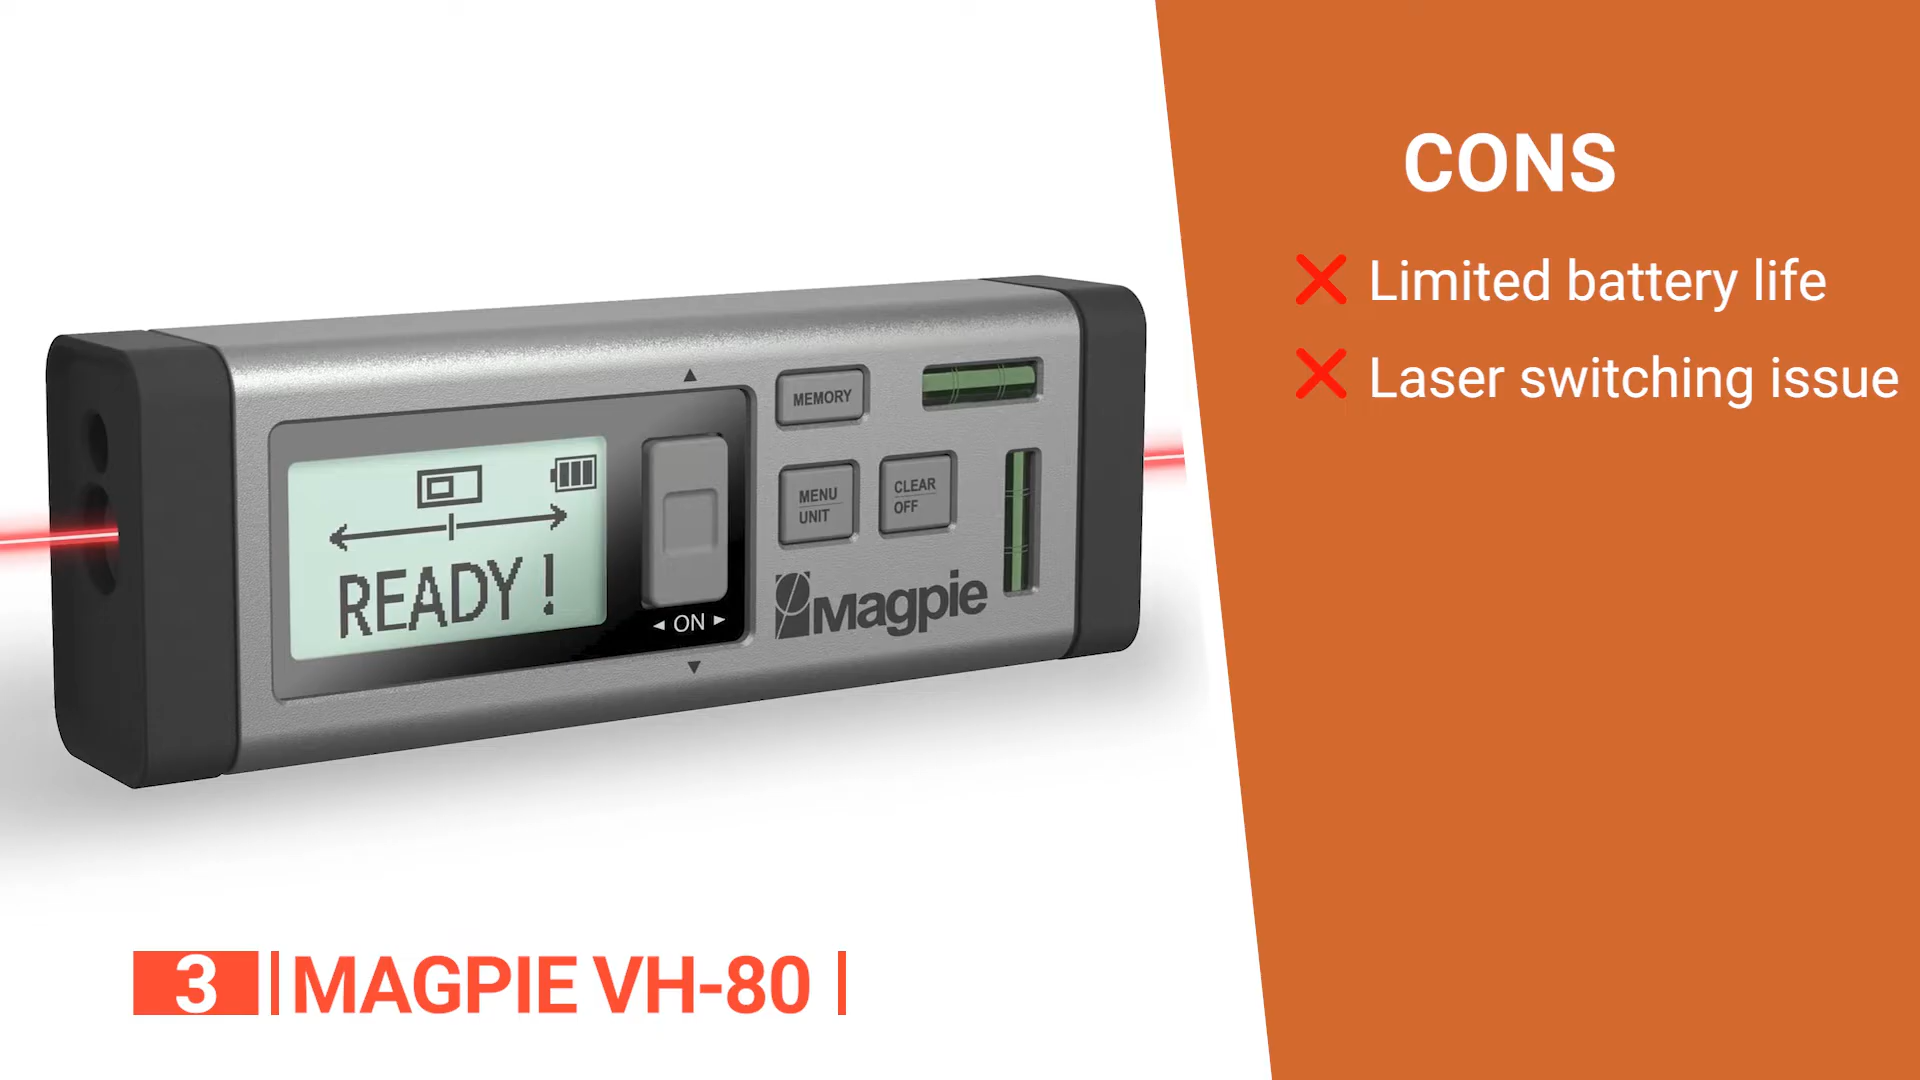 CONS
Limited battery life
Laser switching issue
MEMORY
MENU
UNIT
CLEAR
OFF
READY !
ON
Magpie
3 MAGPIE VH-80